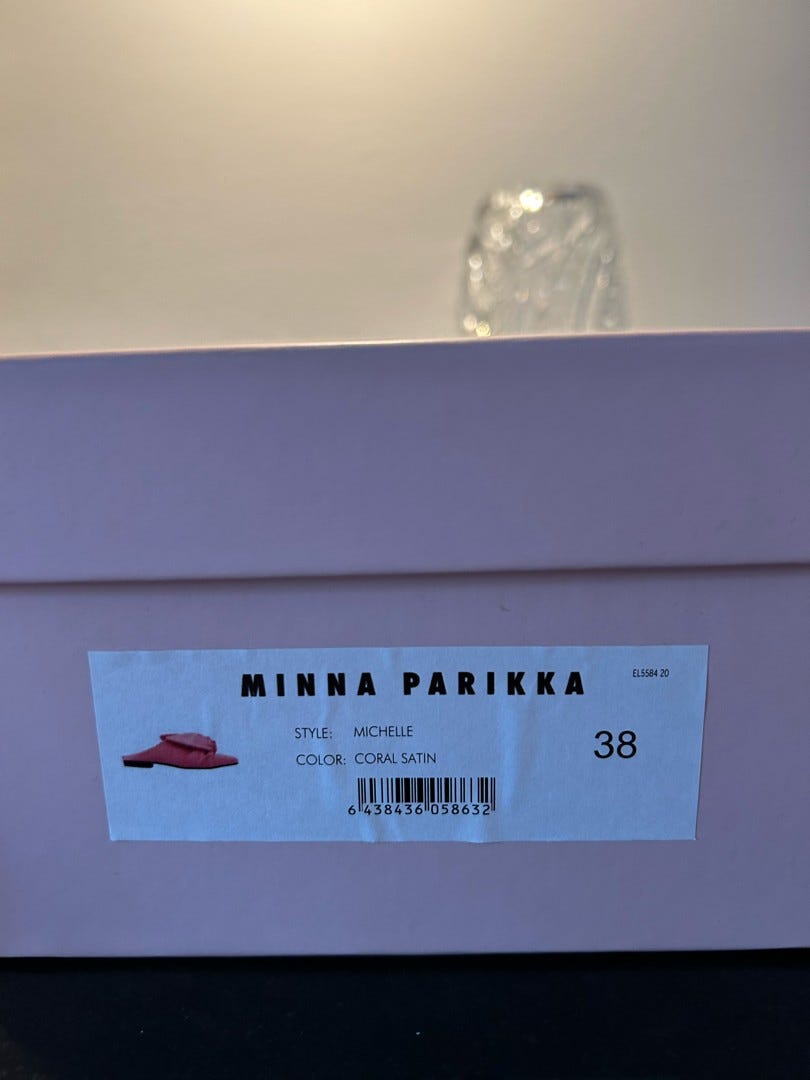 MINNA PARIKKA
EL5584 20
STYLE: MICHELLE
COLOR: CORAL SATIN
38
6 438436 058632